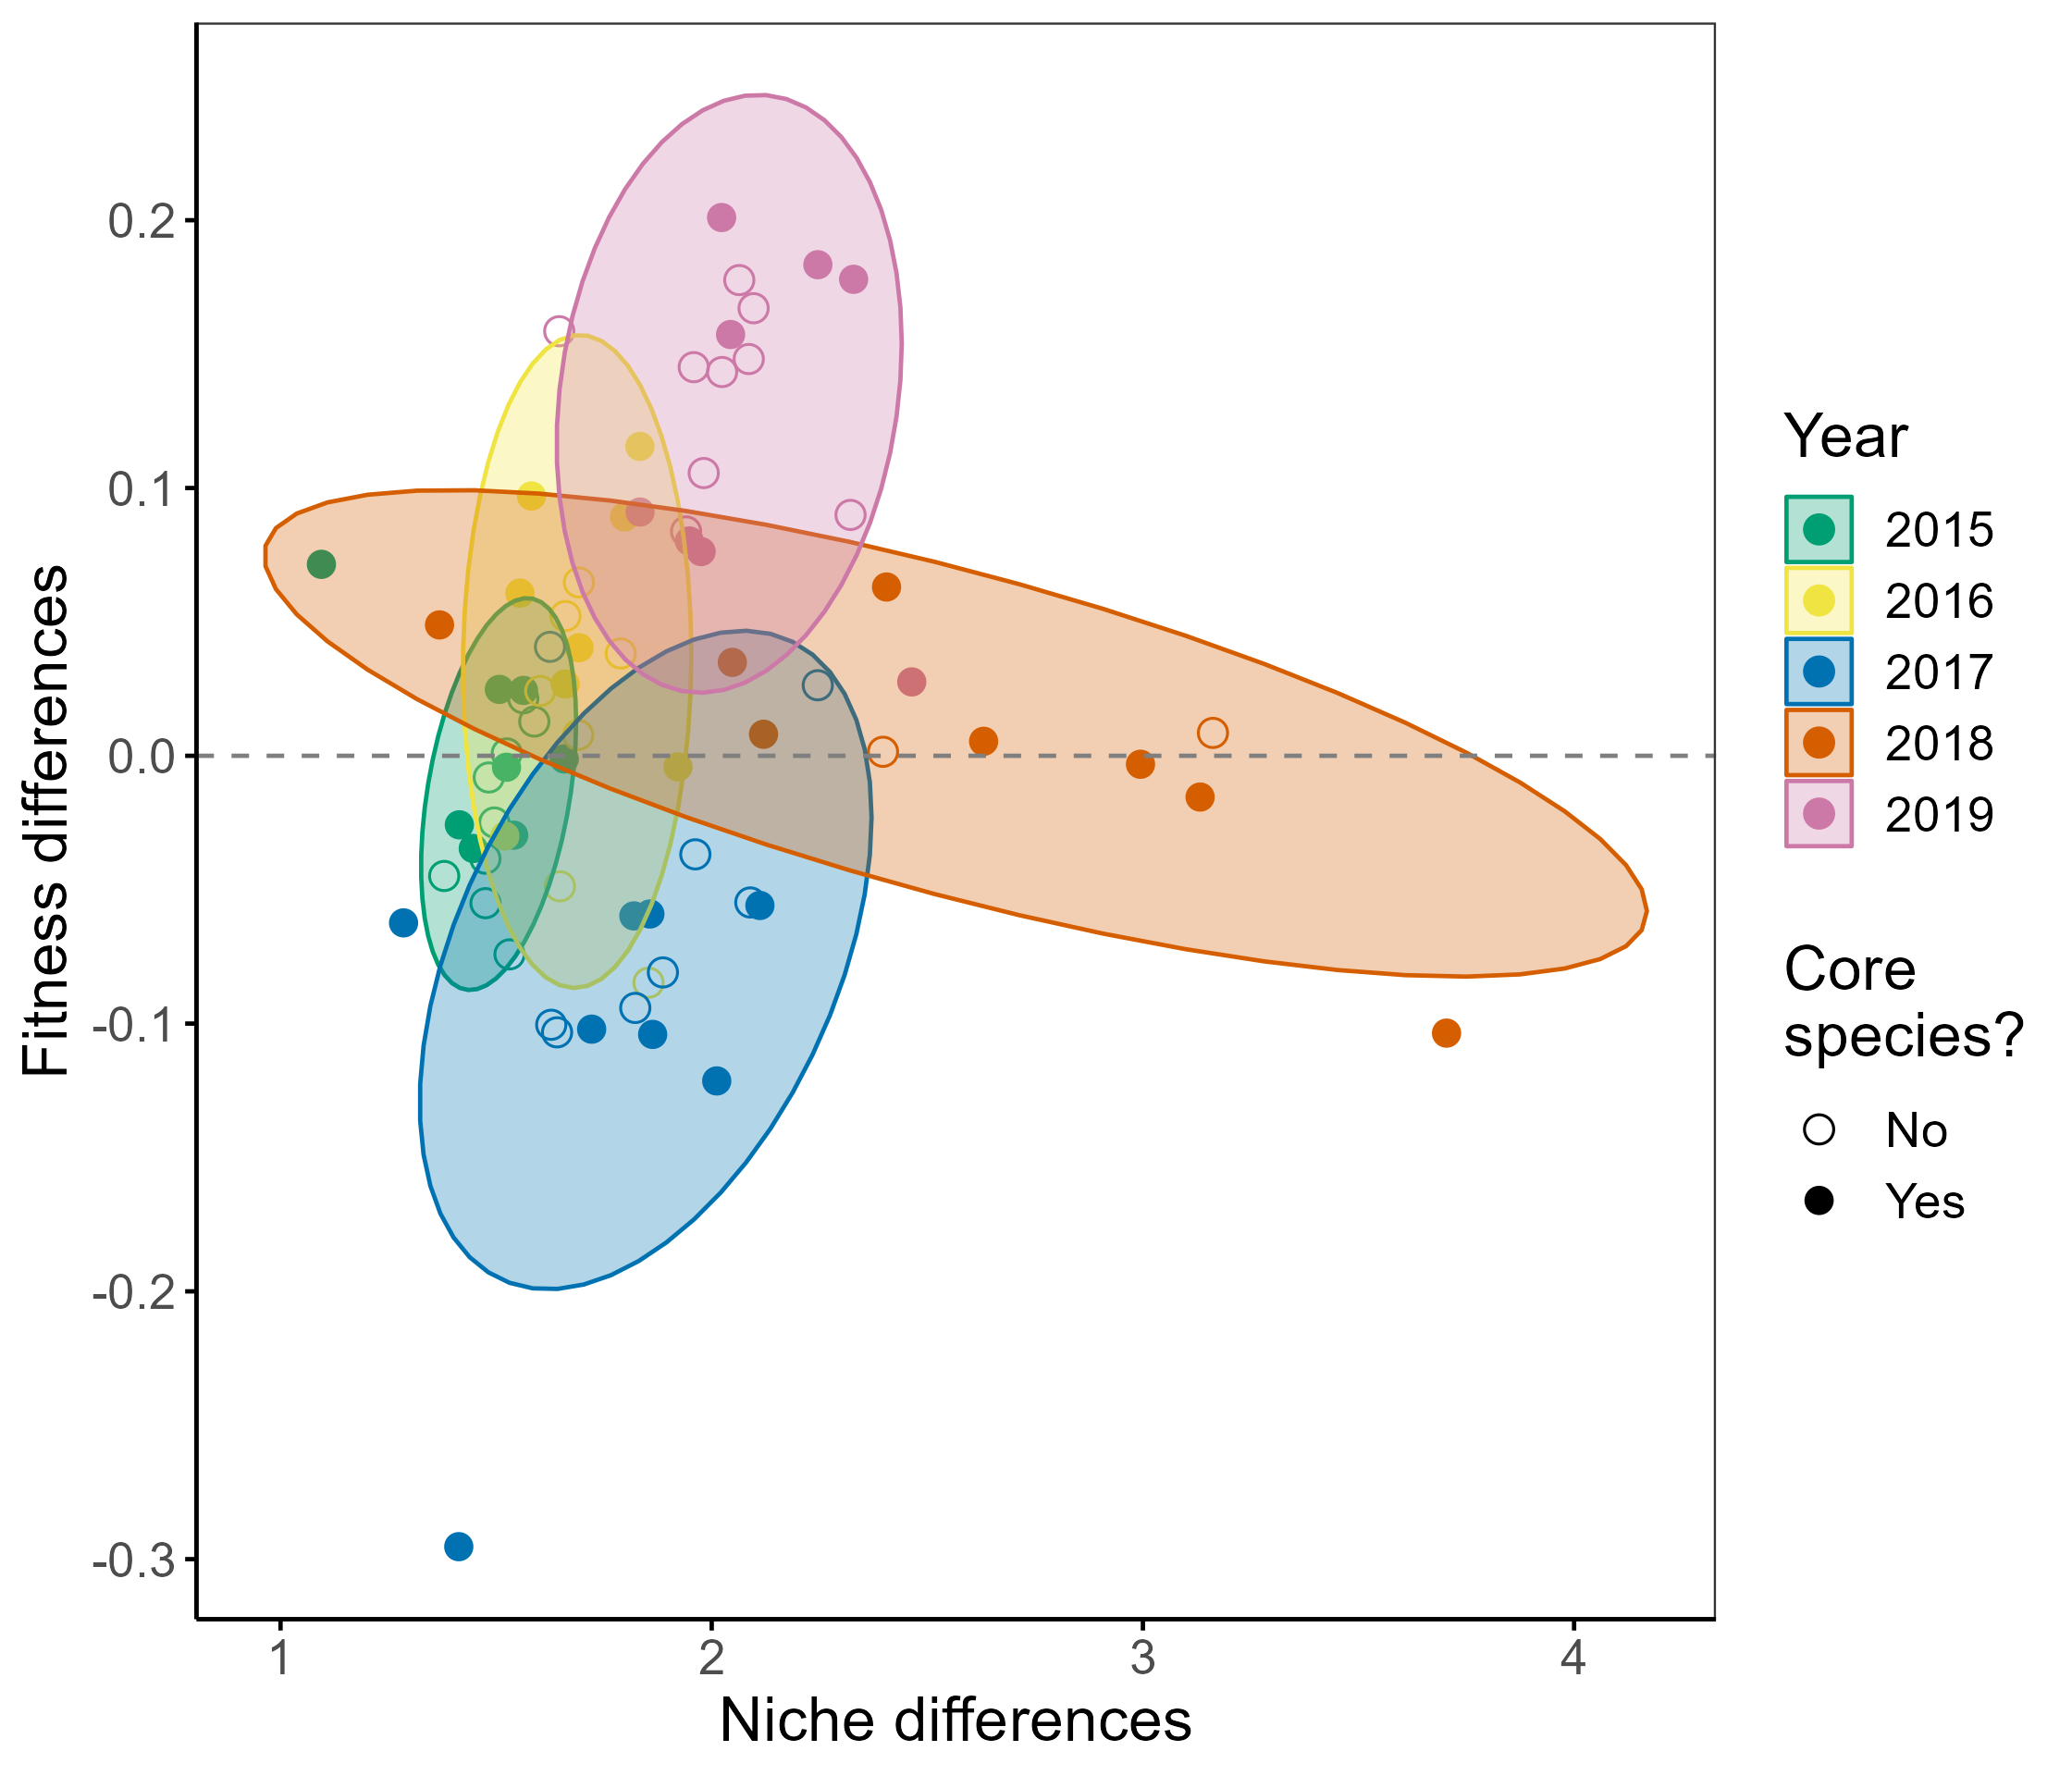 0.2
0.1
0.0
-0.1
-0.2
-0.3
Fitness differences
1 2 3 4
Niche differences
Year
2015
2016
2017
2018
2019
Core
species?
No
Yes